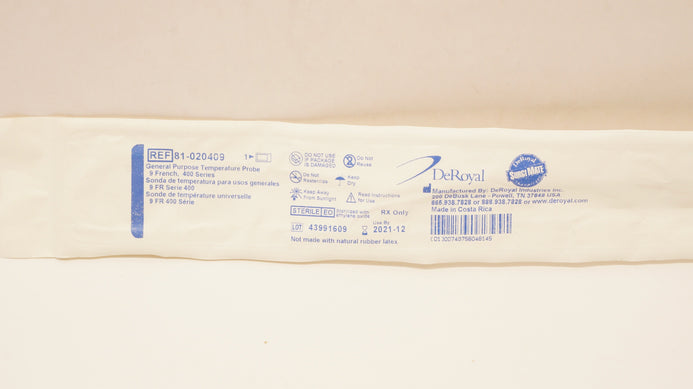 REF 81-020409 1
General Purpose Temperature Probe
9 French, 400 Series
Sonda de temperatura para usos generales
9 FR Serie 400
Sonde de température universelle
9 FR 400 Série
DO NOT USE IF PACKAGE IS DAMAGED
Do Not Reuse
Do Not Resterilize
Keep Dry
Keep Away From Sunlight
Read Instructions for Use
STERILE EO Sterilized with ethylene oxide
RX Only
LOT 43991609
Use By
2021-12
Not made with natural rubber latex
DeRoyal
DeRoyal
SURGI MATE
Manufactured By: DeRoyal Industries Inc.
200 DeBusk Lane - Powell, TN 37849 USA,
865.938.7828 or 888.938.7828 or www.deroyal.com
Made in Costa Rica